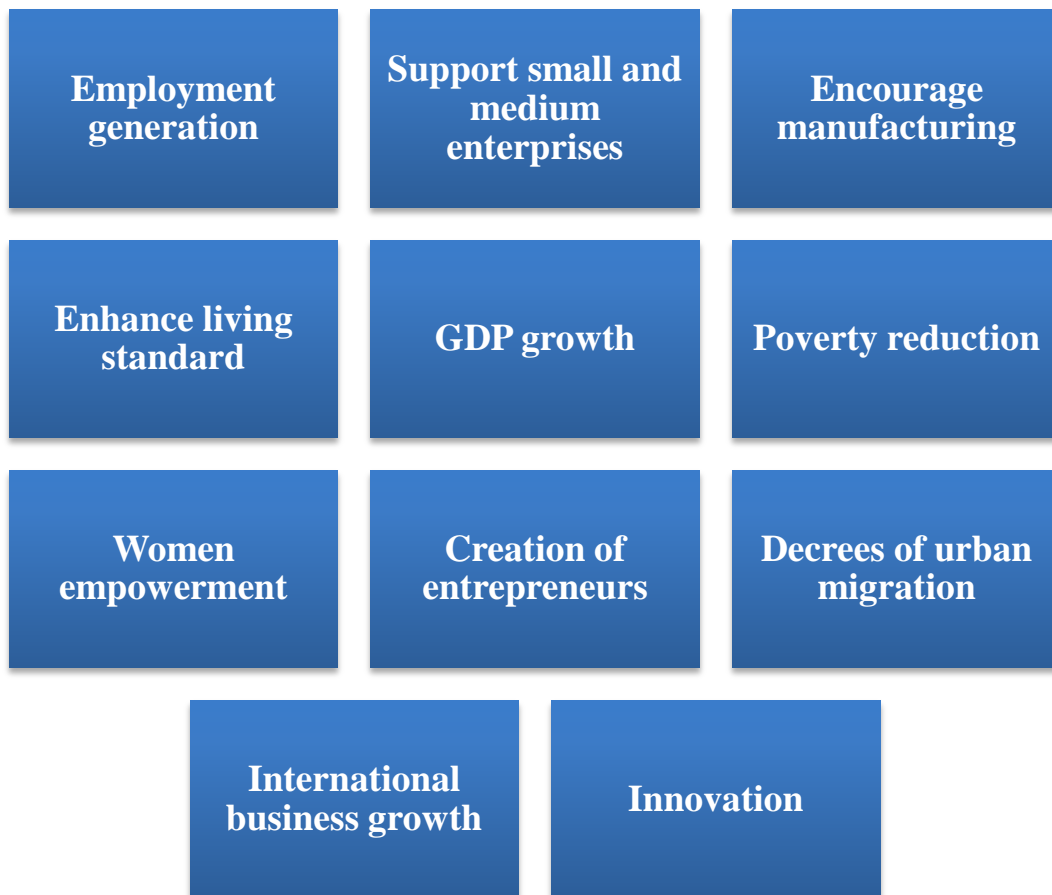 Employment
generation
Support small and
medium
enterprises
Encourage
manufacturing
Enhance living
standard
GDP growth
Poverty reduction
Women
empowerment
Creation of
entrepreneurs
Decrees of urban
migration
International
business growth
Innovation